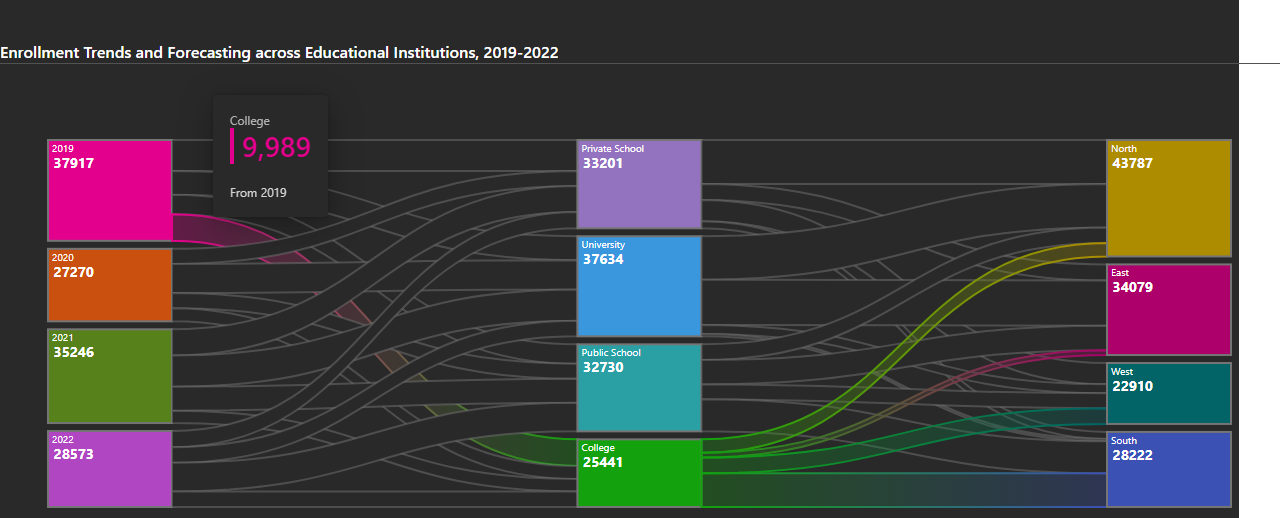 Enrollment Trends and Forecasting across Educational Institutions, 2019-2022
College
9,989
From 2019
2019
37917
2020
27270
2021
35246
2022
28573
Private School
33201
University
37634
Public School
32730
College
25441
North
43787
East
34079
West
22910
South
28222